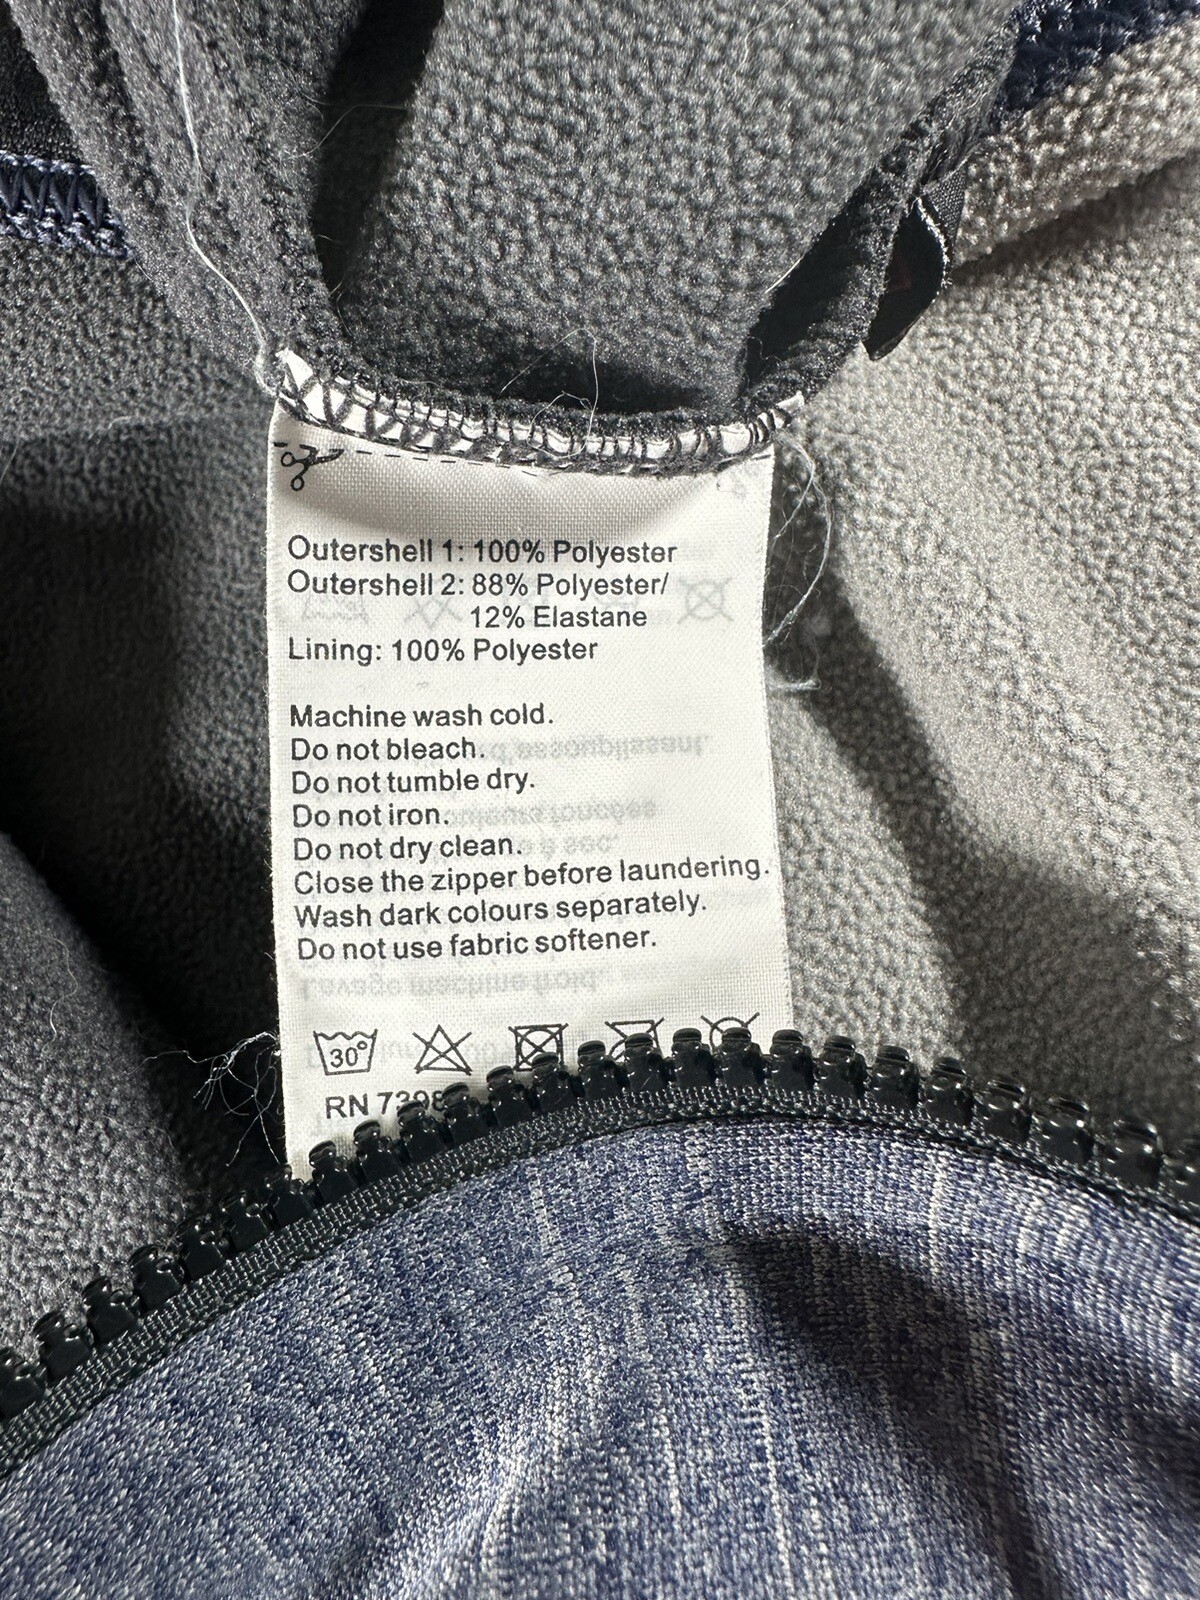 Outershell 1: 100% Polyester
Outershell 2: 88% Polyester/
12% Elastane
Lining: 100% Polyester
Machine wash cold.
Do not bleach.
Do not tumble dry.
Do not iron.
Do not dry clean.
Close the zipper before laundering.
Wash dark colours separately.
Do not use fabric softener.
30°
RN